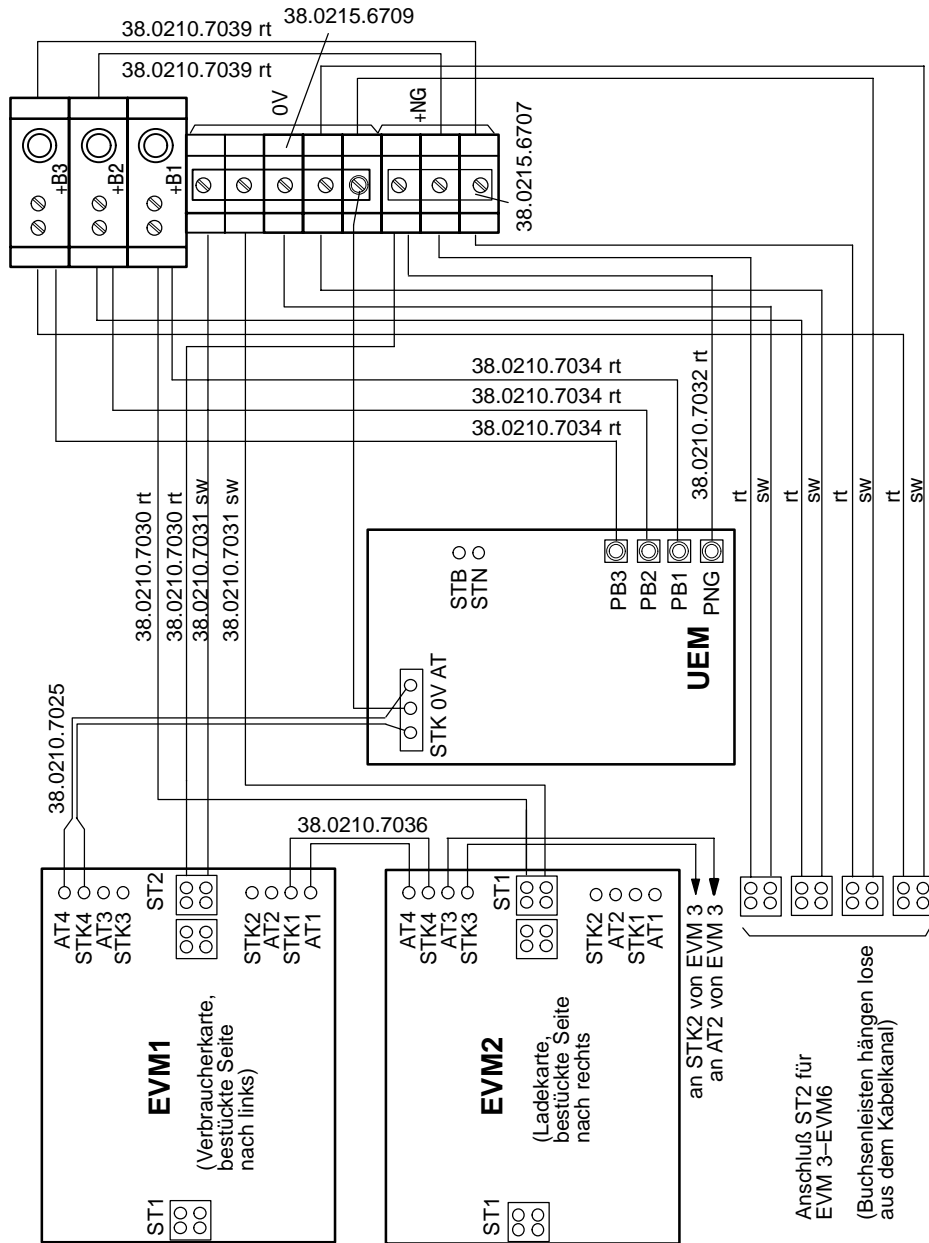 38.0210.7039 rt
38.0215.6709
38.0210.7039 rt
0V
+NG
+B3
+B2
+B1
38.0215.6707
38.0210.7034 rt
38.0210.7034 rt
38.0210.7034 rt
38.0210.7032 rt
38.0210.7030 rt
38.0210.7030 rt
38.0210.7031 sw
38.0210.7031 sw
rt
sw
rt
sw
rt
sw
rt
sw
STB
STN
PB3
PB2
PB1
PNG
UEM
STK 0V AT
38.0210.7025
38.0210.7036
AT4
STK4
AT3
STK3
ST2
STK2
AT2
STK1
AT1
EVM1
(Verbraucherkarte,
bestückte Seite
nach links)
ST1
AT4
STK4
AT3
STK3
ST1
STK2
AT2
STK1
AT1
EVM2
(Ladekarte,
bestückte Seite
nach rechts
ST1
an STK2 von EVM 3
an AT2 von EVM 3
Anschluß ST2 für
EVM 3–EVM6
(Buchsenleisten hängen lose
aus dem Kabelkanal)